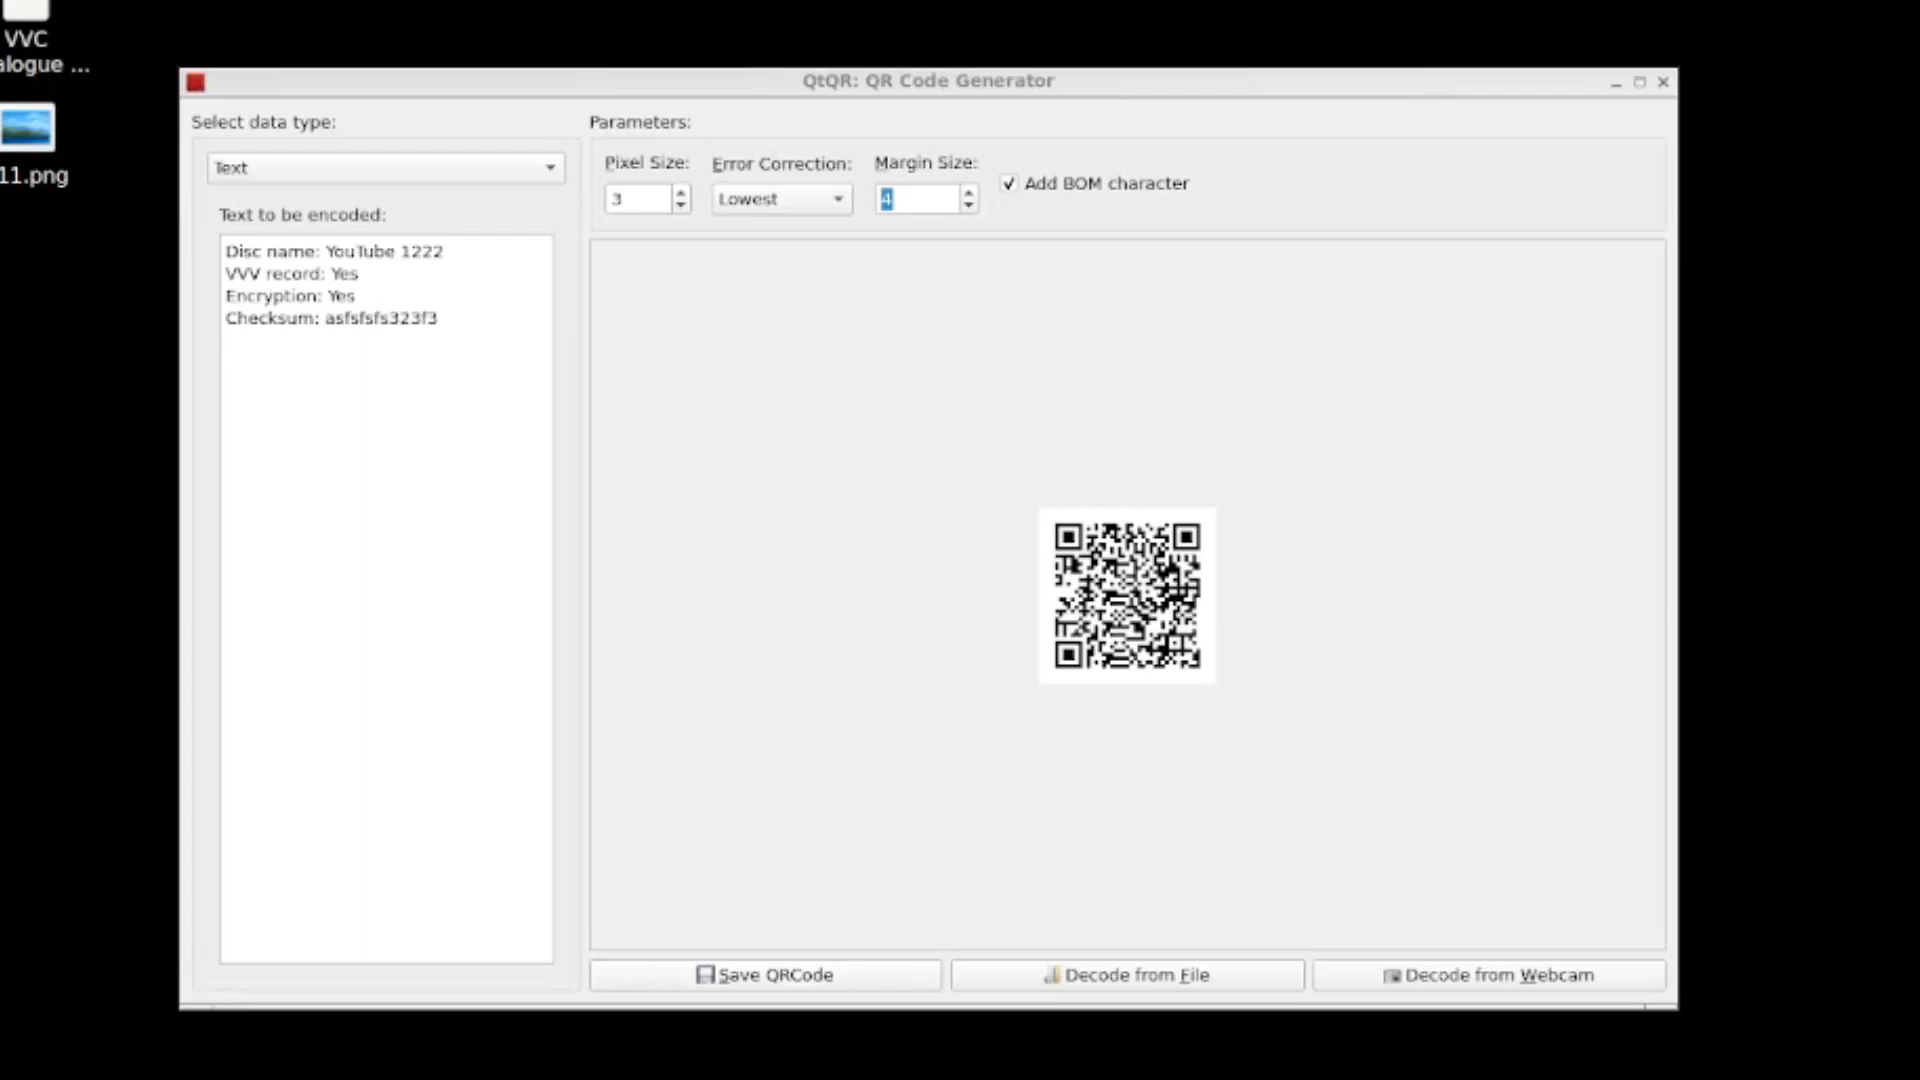 VVC
alogue ...
11.png
QtQR: QR Code Generator
Select data type:
Text
Text to be encoded:
Disc name: YouTube 1222
VVV record: Yes
Encryption: Yes
Checksum: asfsfsfs323f3
Parameters:
Pixel Size:
3
Error Correction:
Lowest
Margin Size:
4
Add BOM character
Save QRCode
Decode from File
Decode from Webcam